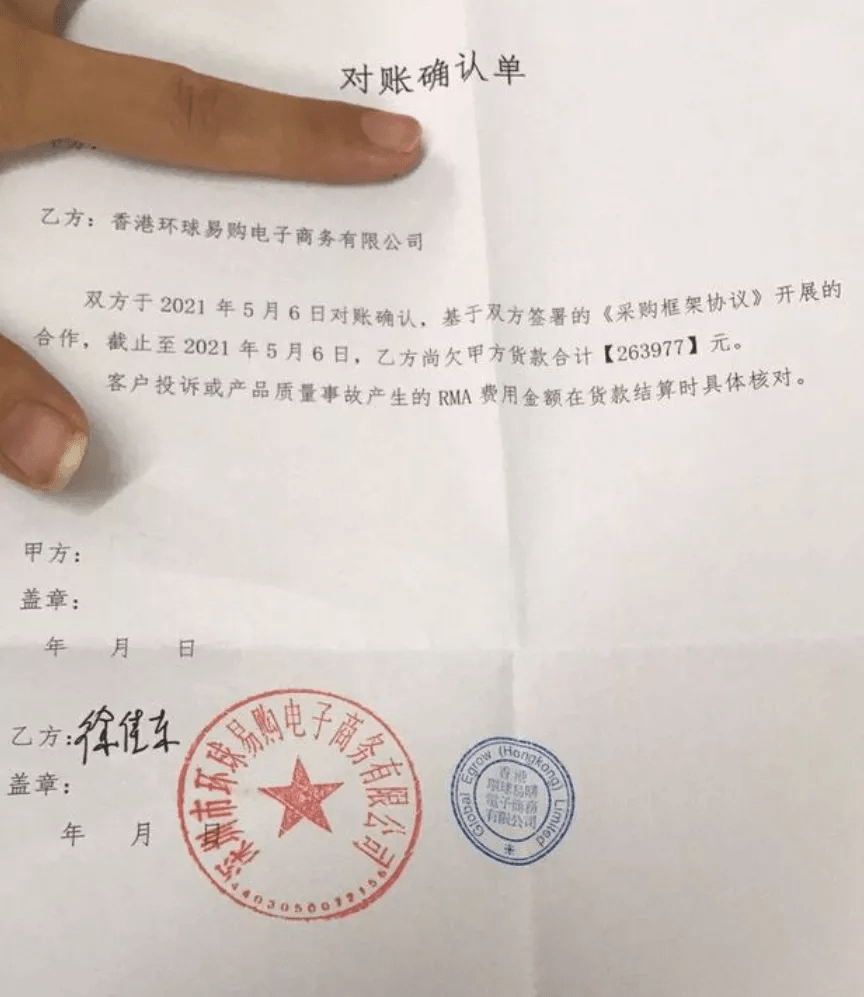 对账确认单
乙方：香港环球易购电子商务有限公司
双方于 2021 年 5 月 6 日对账确认，基于双方签署的《采购框架协议》开展的
合作，截止至 2021 年 5 月 6 日，乙方尚欠甲方货款合计【263977】元。
客户投诉或产品质量事故产生的 RMA 费用金额在货款结算时具体核对。
甲方：
盖章：
年 月 日
乙方：徐佳东
盖章：
年 月 日
深圳市环球易购电子商务有限公司
Global Egrow (Hongkong) Limited
香港
環球易購
電子商務
有限公司